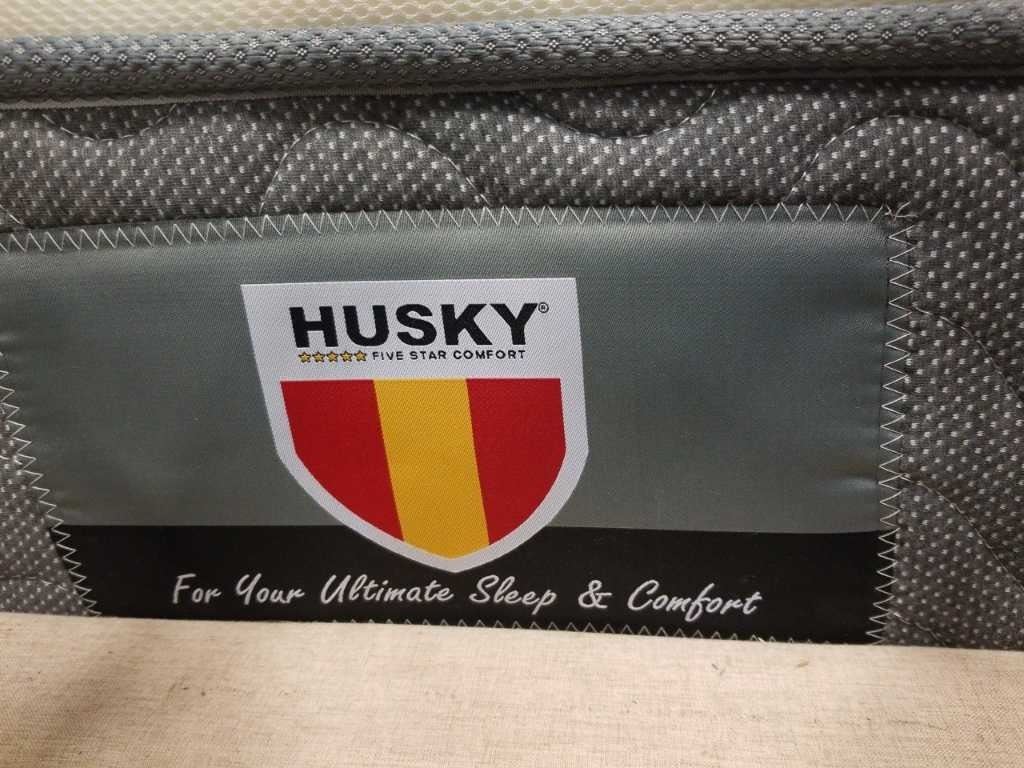 HUSKY®
★★★★★ FIVE STAR COMFORT
For Your Ultimate Sleep & Comfort